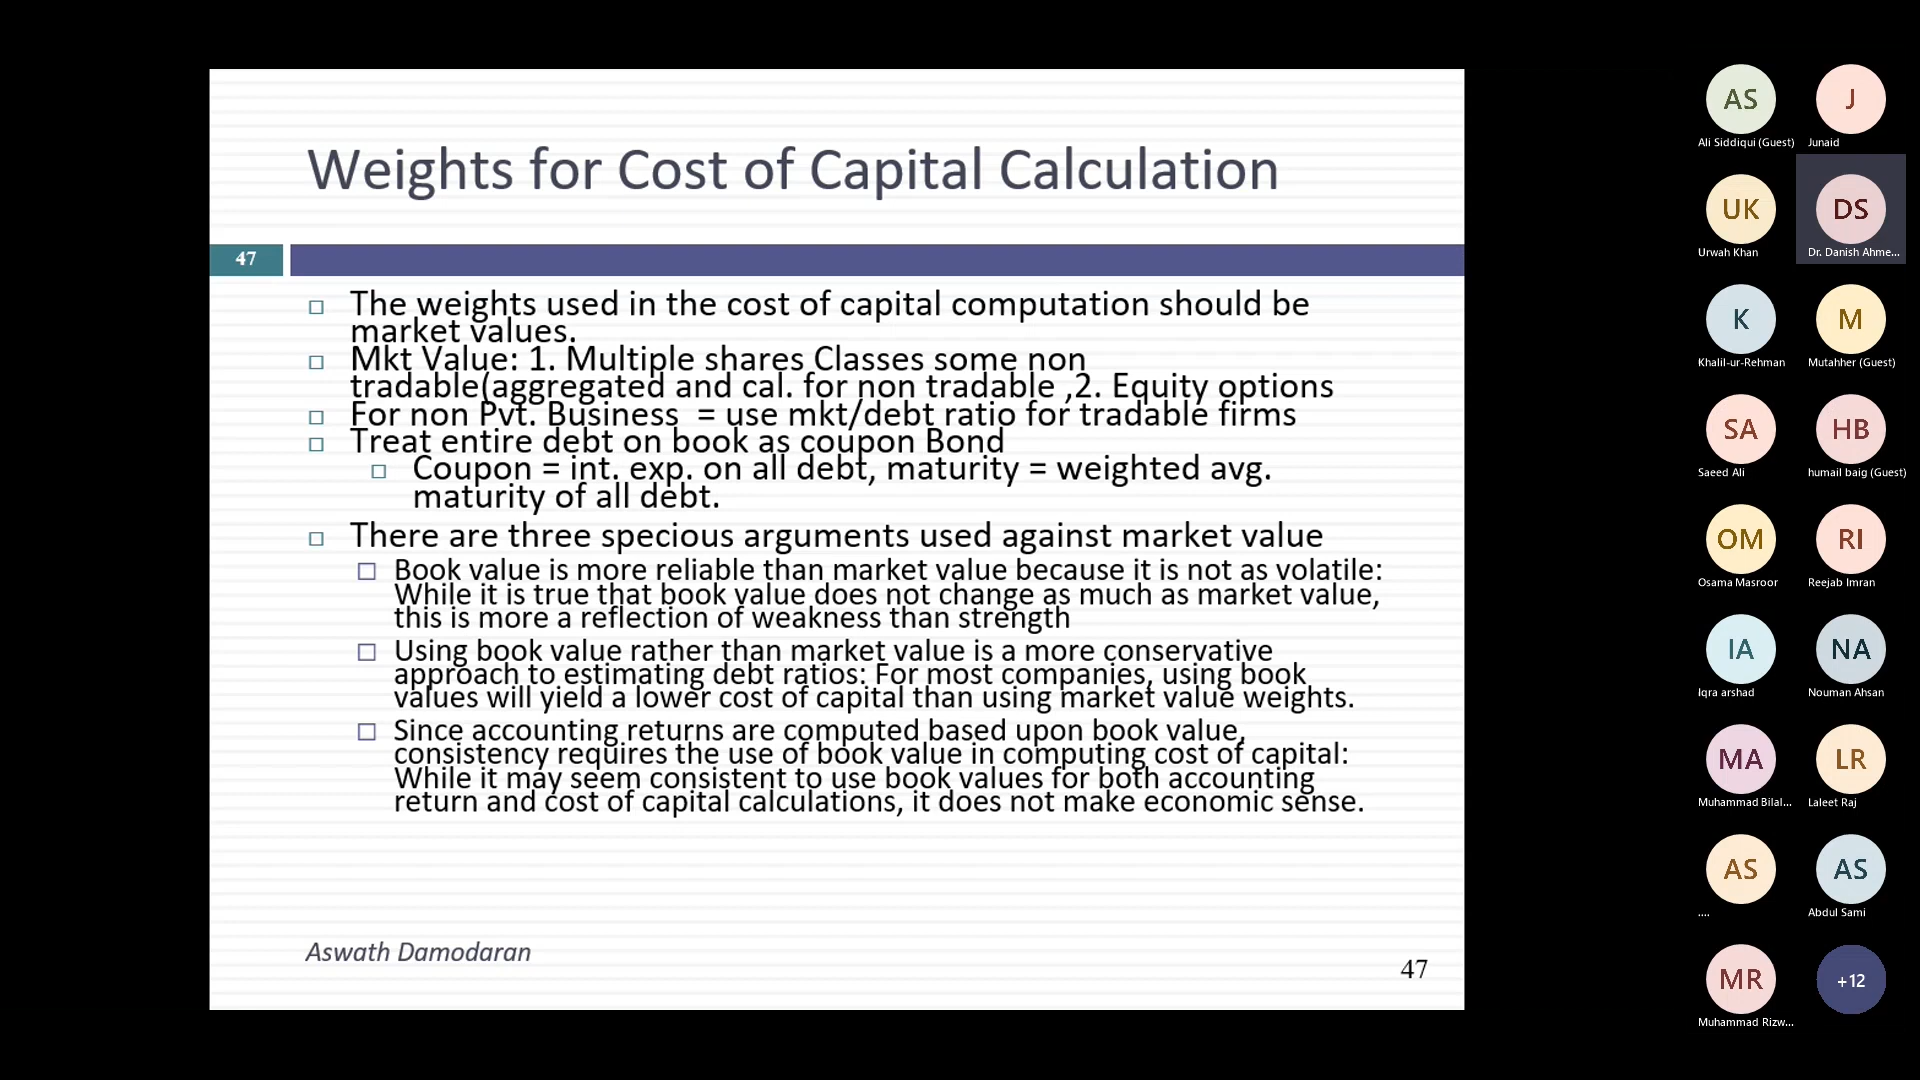 Weights for Cost of Capital Calculation
47
The weights used in the cost of capital computation should be
market values.
Mkt Value: 1. Multiple shares Classes some non
tradable(aggregated and cal. for non tradable ,2. Equity options
For non Pvt. Business = use mkt/debt ratio for tradable firms
Treat entire debt on book as coupon Bond
Coupon = int. exp. on all debt, maturity = weighted avg.
maturity of all debt.
There are three specious arguments used against market value
Book value is more reliable than market value because it is not as volatile:
While it is true that book value does not change as much as market value,
this is more a reflection of weakness than strength
Using book value rather than market value is a more conservative
approach to estimating debt ratios: For most companies, using book
values will yield a lower cost of capital than using market value weights.
Since accounting returns are computed based upon book value,
consistency requires the use of book value in computing cost of capital:
While it may seem consistent to use book values for both accounting
return and cost of capital calculations, it does not make economic sense.
Aswath Damodaran
47
AS
J
Ali Siddiqui (Guest)
Junaid
UK
DS
Urwah Khan
Dr. Danish Ahme...
K
M
Khalil-ur-Rehman
Mutahher (Guest)
SA
HB
Saeed Ali
humail baig (Guest)
OM
RI
Osama Masroor
Reejab Imran
IA
NA
Iqra arshad
Nouman Ahsan
MA
LR
Muhammad Bilal...
Laleet Raj
AS
AS
....
Abdul Sami
MR
+12
Muhammad Rizw...